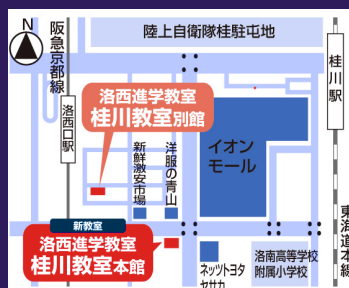 陸上自衛隊桂駐屯地
阪急京都線
洛西口駅
桂川駅
東海道本線
洛西進学教室
桂川教室別館
新鮮激安市場
洋服の青山
イオン
モール
新教室
洛西進学教室
桂川教室本館
ネッツトヨタ
ヤサカ
洛南高等学校
附属小学校